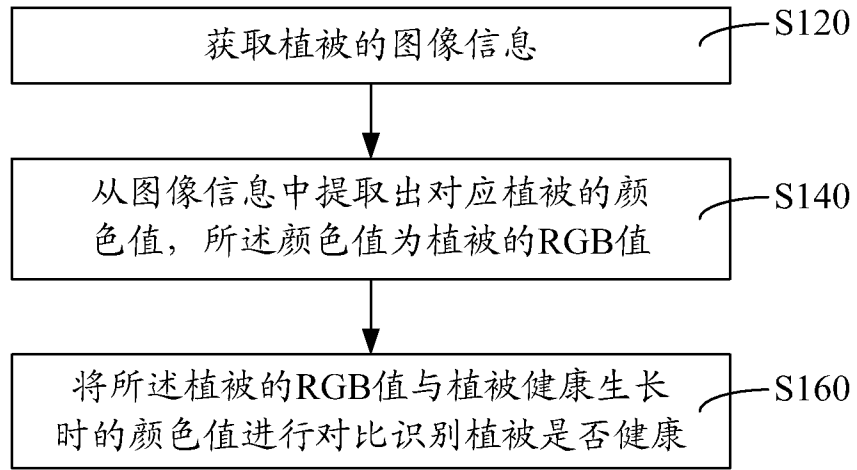 获取植被的图像信息
S120
从图像信息中提取出对应植被的颜
色值，所述颜色值为植被的RGB值
S140
将所述植被的RGB值与植被健康生长
时的颜色值进行对比识别植被是否健康
S160